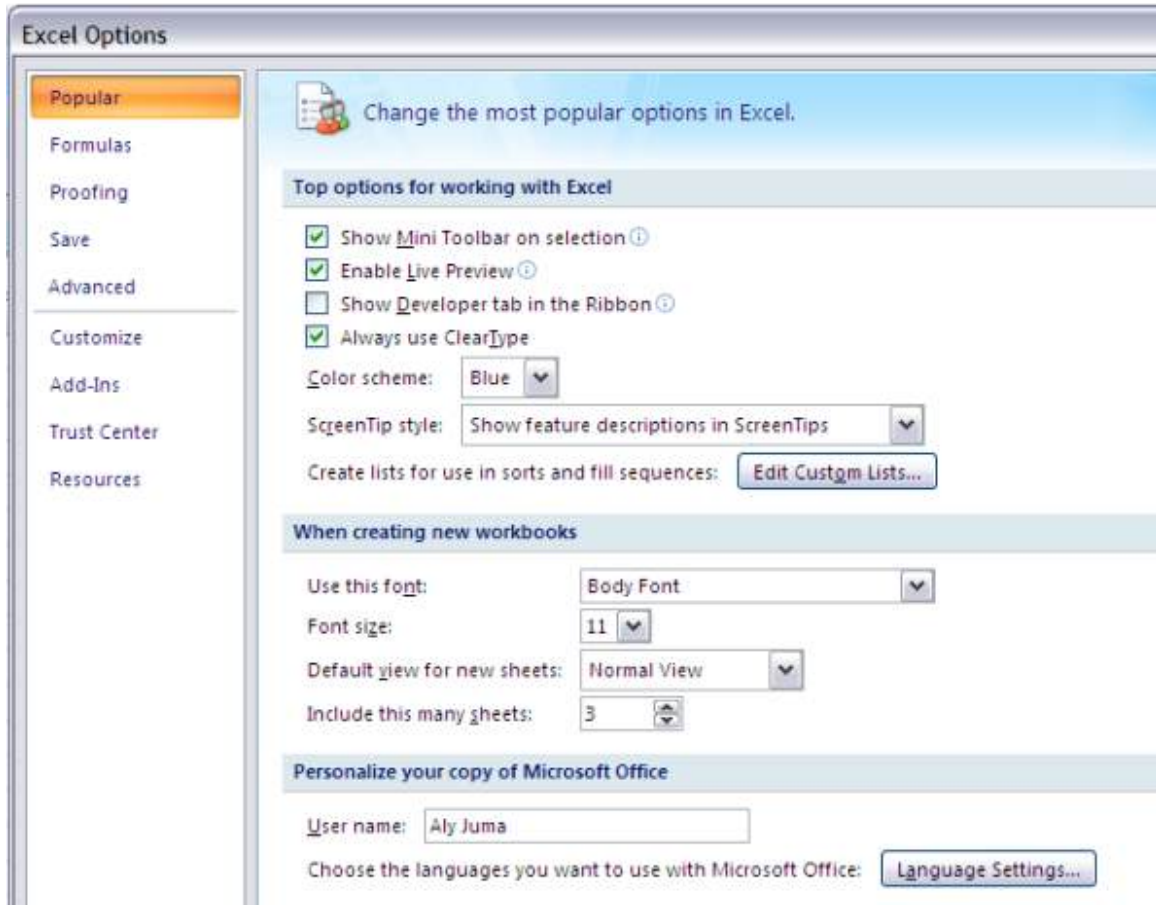 Excel Options
Popular
Formulas
Proofing
Save
Advanced
Customize
Add-Ins
Trust Center
Resources
Change the most popular options in Excel.
Top options for working with Excel
Show Mini Toolbar on selection
Enable Live Preview
Show Developer tab in the Ribbon
Always use ClearType
Color scheme: Blue
ScreenTip style: Show feature descriptions in ScreenTips
Create lists for use in sorts and fill sequences: Edit Custom Lists...
When creating new workbooks
Use this font: Body Font
Font size: 11
Default view for new sheets: Normal View
Include this many sheets: 3
Personalize your copy of Microsoft Office
User name: Aly Juma
Choose the languages you want to use with Microsoft Office: Language Settings...